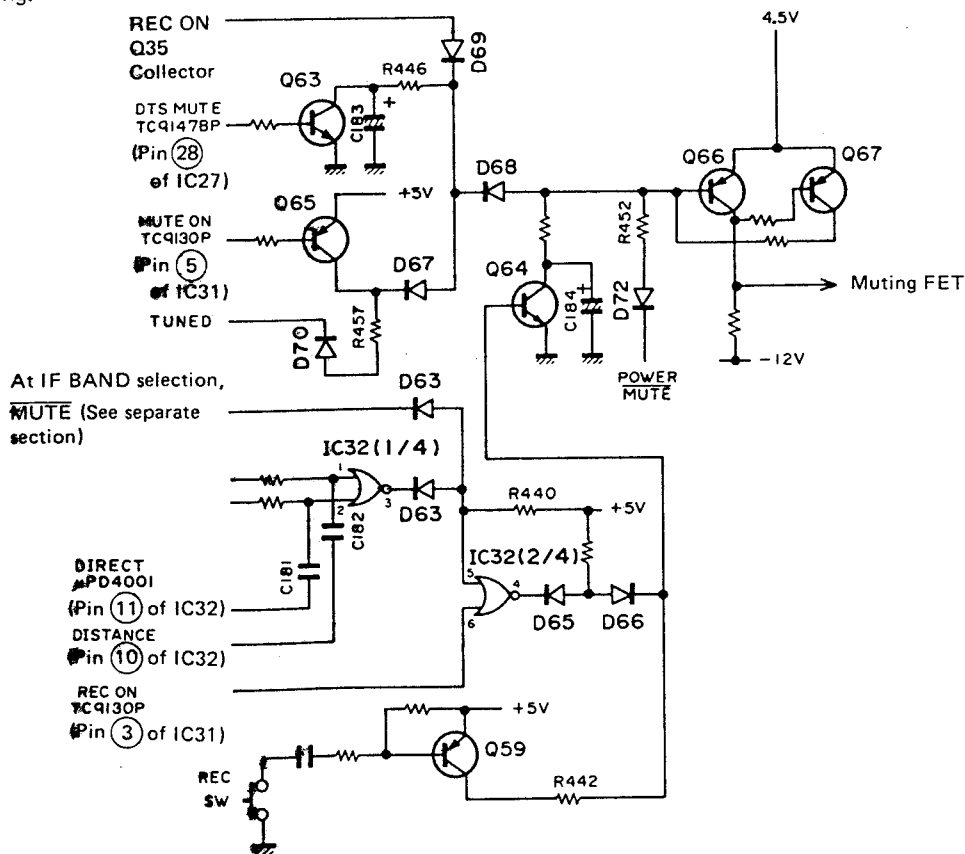 ng.
REC ON
Q35
Collector
D69
4.5V
Q63
R446
DTS MUTE
TC9147BP
(Pin 28
of IC27)
C183
+
Q66
Q67
D68
Q65
+5V
MUTE ON
TC9130P
(Pin 5
of IC31)
D67
R452
Q64
C184
+
D72
Muting FET
TUNED
D70
R457
-12V
POWER
MUTE
At IF BAND selection,
MUTE (See separate
section)
D63
IC32(1/4)
1
2
3
D63
R440
+5V
C182
C181
IC32(2/4)
5
4
6
D65
D66
DIRECT
μPD4001
(Pin 11 of IC32)
DISTANCE
(Pin 10 of IC32)
REC ON
TC9130P
(Pin 3 of IC31)
+5V
Q59
REC
SW
R442